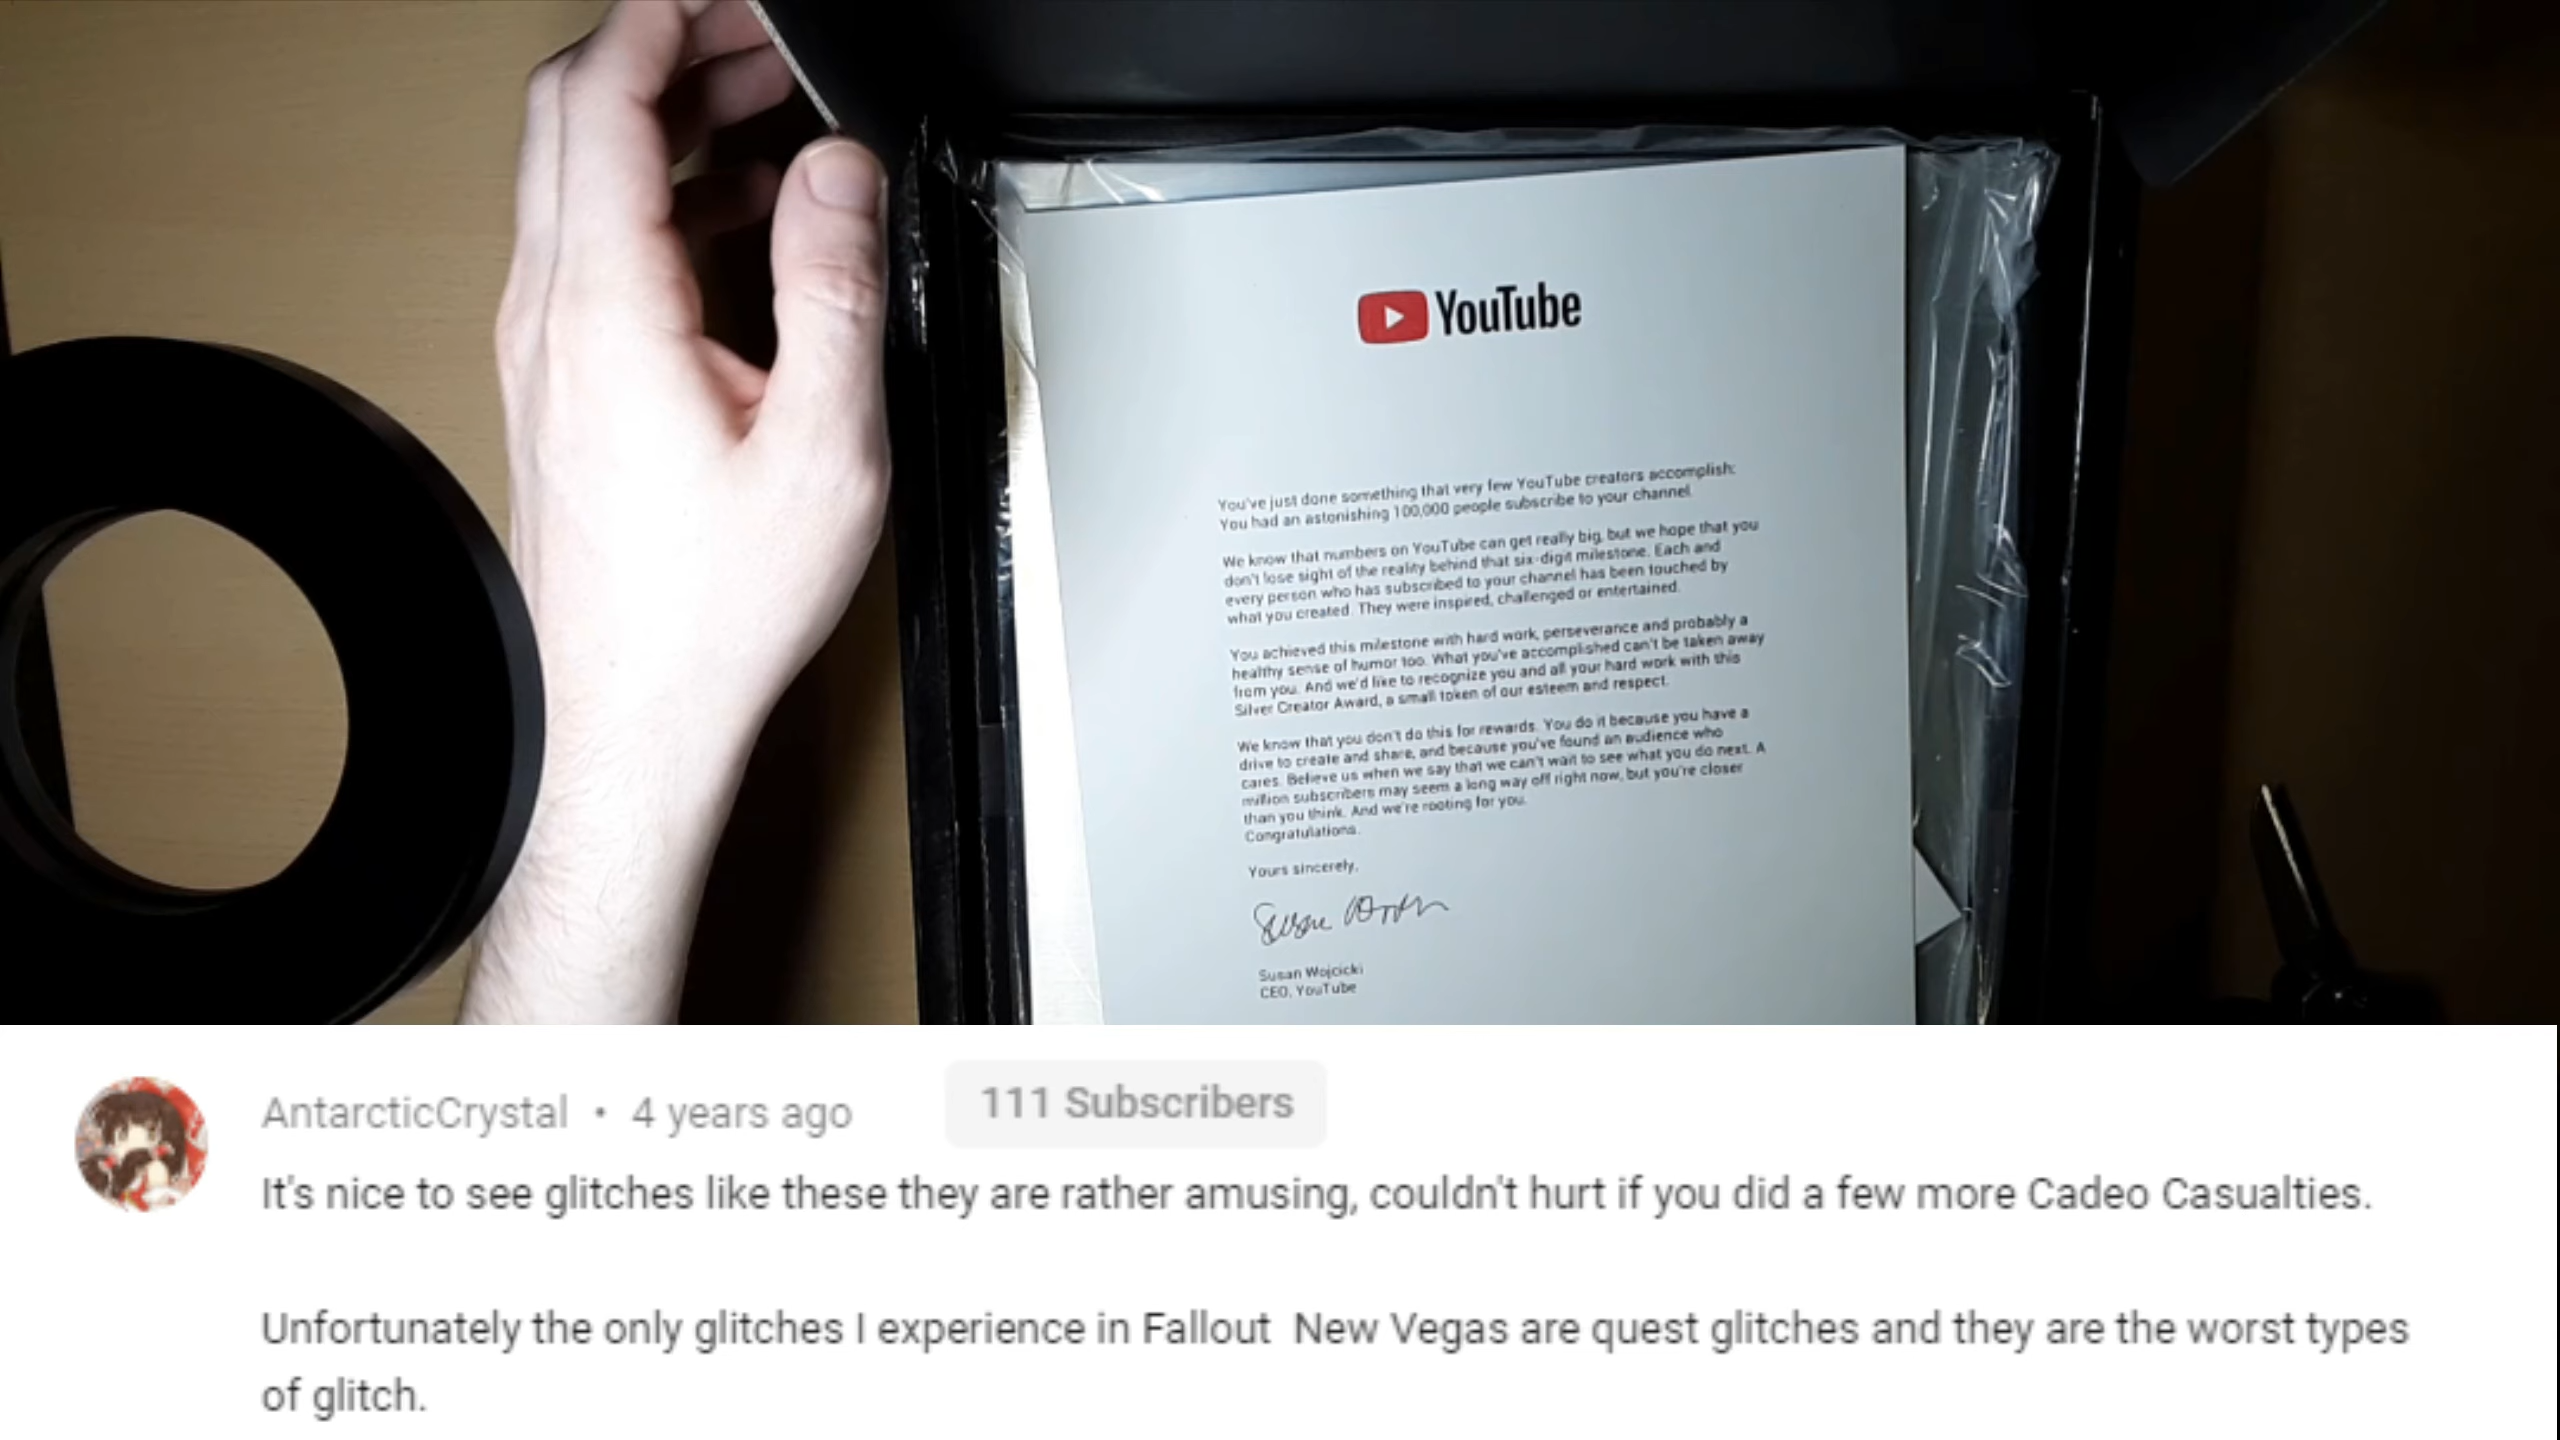 YouTube
You've just done something that very few YouTube creators accomplish:
You had an astonishing 100,000 people subscribe to your channel.
We know that numbers on YouTube can get really big, but we hope that you
don't lose sight of the reality behind that six-digit milestone. Each and
every person who has subscribed to your channel has been touched by
what you created. They were inspired, challenged or entertained.
You achieved this milestone with hard work, perseverance and probably a
healthy sense of humor too. What you've accomplished can't be taken away
from you. And we'd like to recognize you and all your hard work with this
Silver Creator Award, a small token of our esteem and respect.
We know that you don't do this for rewards. You do it because you have a
drive to create and share, and because you've found an audience who
cares. Believe us when we say that we can't wait to see what you do next. A
million subscribers may seem a long way off right now, but you're closer
than you think. And we're rooting for you.
Congratulations.
Yours sincerely,
Susan Wojcicki
CEO, YouTube
AntarcticCrystal • 4 years ago 111 Subscribers
It's nice to see glitches like these they are rather amusing, couldn't hurt if you did a few more Cadeo Casualties.
Unfortunately the only glitches I experience in Fallout  New Vegas are quest glitches and they are the worst types
of glitch.